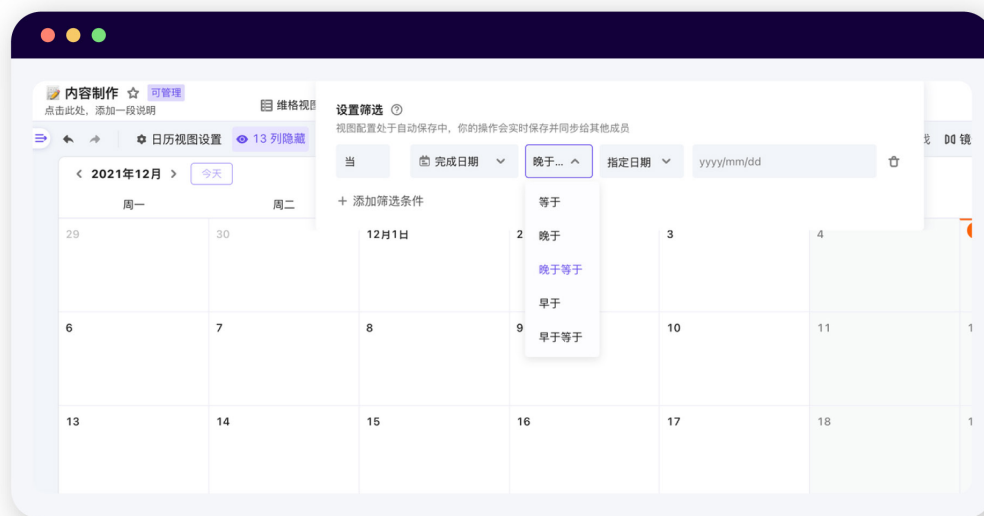 内容制作 可管理
点击此处，添加一段说明
维格视图
日历视图设置 13 列隐藏
镜
设置筛选
视图配置处于自动保存中，你的操作会实时保存并同步给其他成员
当 完成日期 晚于... 指定日期 yyyy/mm/dd
+ 添加筛选条件
等于
晚于
晚于等于
早于
早于等于
2021年12月 今天
周一 周二
29 30 12月1日 2 3 4
6 7 8 9 10 11
13 14 15 16 17 18